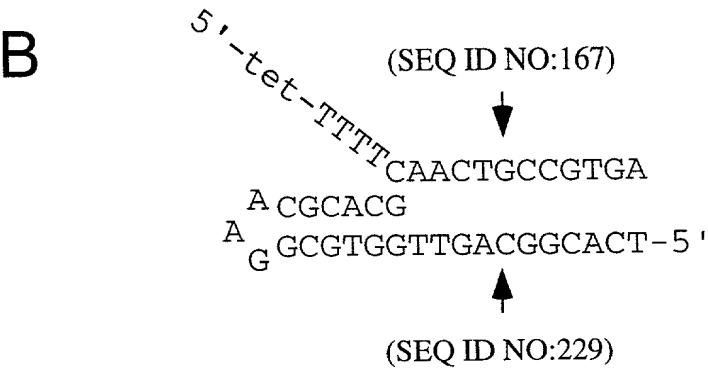 B
5'-tet-TTTT
(SEQ ID NO:167)
CAACTGCCGTGA
A CGCACG
A
G GCGTGGTTGACGGCACT-5'
(SEQ ID NO:229)